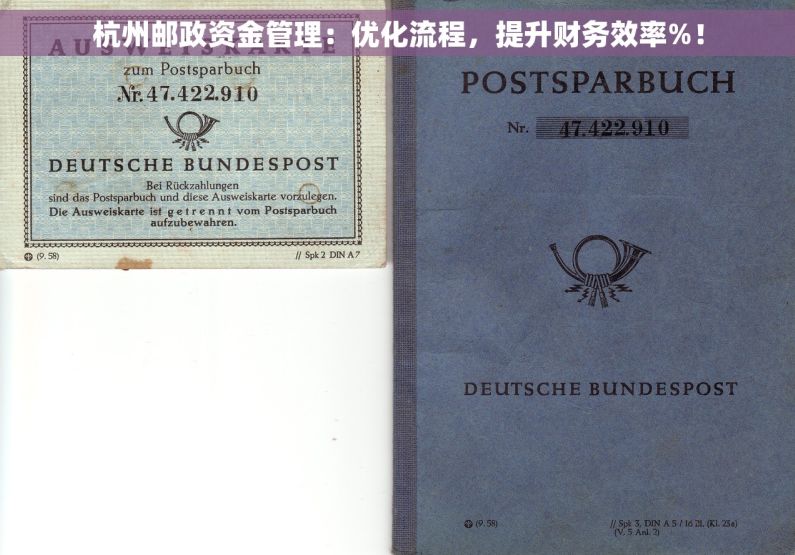 杭州邮政资金管理：优化流程，提升财务效率%！
AUSWEISKARTE
zum Postsparbuch
Nr. 47.422.910
DEUTSCHE BUNDESPOST
Bei Rückzahlungen
sind das Postsparbuch und diese Ausweiskarte vorzulegen.
Die Ausweiskarte ist getrennt vom Postsparbuch
aufzubewahren.
(9.58)
// Spk 2 DIN A7
POSTSPARBUCH
Nr. 47.422.910
DEUTSCHE BUNDESPOST
(9.58)
// Spk 3, DIN A 5 / 16 Bl. (Kl. 25a)
(V. 5 Anl. 2)